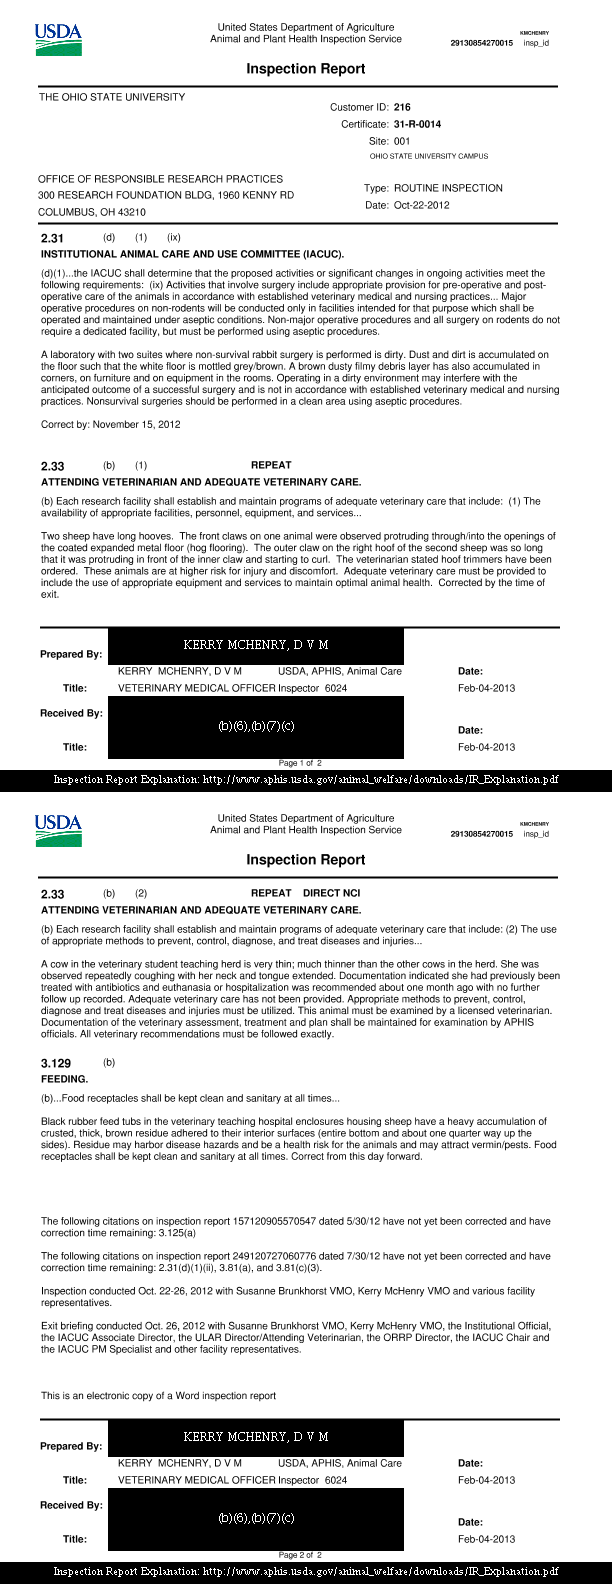 USDA
United States Department of Agriculture
Animal and Plant Health Inspection Service
KMCHENRY
29130854270015 insp_id
Inspection Report
THE OHIO STATE UNIVERSITY
Customer ID: 216
Certificate: 31-R-0014
Site: 001
OHIO STATE UNIVERSITY CAMPUS
OFFICE OF RESPONSIBLE RESEARCH PRACTICES
300 RESEARCH FOUNDATION BLDG, 1960 KENNY RD
COLUMBUS, OH 43210
Type: ROUTINE INSPECTION
Date: Oct-22-2012
2.31 (d) (1) (ix)
INSTITUTIONAL ANIMAL CARE AND USE COMMITTEE (IACUC).
(d)(1)...the IACUC shall determine that the proposed activities or significant changes in ongoing activities meet the
following requirements: (ix) Activities that involve surgery include appropriate provision for pre-operative and post-
operative care of the animals in accordance with established veterinary medical and nursing practices... Major
operative procedures on non-rodents will be conducted only in facilities intended for that purpose which shall be
operated and maintained under aseptic conditions. Non-major operative procedures and all surgery on rodents do not
require a dedicated facility, but must be performed using aseptic procedures.
A laboratory with two suites where non-survival rabbit surgery is performed is dirty. Dust and dirt is accumulated on
the floor such that the white floor is mottled grey/brown. A brown dusty filmy debris layer has also accumulated in
corners, on furniture and on equipment in the rooms. Operating in a dirty environment may interfere with the
anticipated outcome of a successful surgery and is not in accordance with established veterinary medical and nursing
practices. Nonsurvival surgeries should be performed in a clean area using aseptic procedures.
Correct by: November 15, 2012
2.33 (b) (1) REPEAT
ATTENDING VETERINARIAN AND ADEQUATE VETERINARY CARE.
(b) Each research facility shall establish and maintain programs of adequate veterinary care that include: (1) The
availability of appropriate facilities, personnel, equipment, and services...
Two sheep have long hooves. The front claws on one animal were observed protruding through/into the openings of
the coated expanded metal floor (hog flooring). The outer claw on the right hoof of the second sheep was so long
that it was protruding in front of the inner claw and starting to curl. The veterinarian stated hoof trimmers have been
ordered. These animals are at higher risk for injury and discomfort. Adequate veterinary care must be provided to
include the use of appropriate equipment and services to maintain optimal animal health. Corrected by the time of
exit.
KERRY MCHENRY, D V M
Prepared By:
KERRY MCHENRY, D V M USDA, APHIS, Animal Care Date:
Title: VETERINARY MEDICAL OFFICER Inspector 6024 Feb-04-2013
Received By:
(b)(6),(b)(7)(c)
Date:
Title: Feb-04-2013
Page 1 of 2
Inspection Report Explanation: http://www.aphis.usda.gov/animal_welfare/downloads/IR_Explanation.pdf
USDA
United States Department of Agriculture
Animal and Plant Health Inspection Service
KMCHENRY
29130854270015 insp_id
Inspection Report
2.33 (b) (2) REPEAT DIRECT NCI
ATTENDING VETERINARIAN AND ADEQUATE VETERINARY CARE.
(b) Each research facility shall establish and maintain programs of adequate veterinary care that include: (2) The use
of appropriate methods to prevent, control, diagnose, and treat diseases and injuries...
A cow in the veterinary student teaching herd is very thin; much thinner than the other cows in the herd. She was
observed repeatedly coughing with her neck and tongue extended. Documentation indicated she had previously been
treated with antibiotics and euthanasia or hospitalization was recommended about one month ago with no further
follow up recorded. Adequate veterinary care has not been provided. Appropriate methods to prevent, control,
diagnose and treat diseases and injuries must be utilized. This animal must be examined by a licensed veterinarian.
Documentation of the veterinary assessment, treatment and plan shall be maintained for examination by APHIS
officials. All veterinary recommendations must be followed exactly.
3.129 (b)
FEEDING.
(b)...Food receptacles shall be kept clean and sanitary at all times...
Black rubber feed tubs in the veterinary teaching hospital enclosures housing sheep have a heavy accumulation of
crusted, thick, brown residue adhered to their interior surfaces (entire bottom and about one quarter way up the
sides). Residue may harbor disease hazards and be a health risk for the animals and may attract vermin/pests. Food
receptacles shall be kept clean and sanitary at all times. Correct from this day forward.
The following citations on inspection report 157120905570547 dated 5/30/12 have not yet been corrected and have
correction time remaining: 3.125(a)
The following citations on inspection report 249120727060776 dated 7/30/12 have not yet been corrected and have
correction time remaining: 2.31(d)(1)(ii), 3.81(a), and 3.81(c)(3).
Inspection conducted Oct. 22-26, 2012 with Susanne Brunkhorst VMO, Kerry McHenry VMO and various facility
representatives.
Exit briefing conducted Oct. 26, 2012 with Susanne Brunkhorst VMO, Kerry McHenry VMO, the Institutional Official,
the IACUC Associate Director, the ULAR Director/Attending Veterinarian, the ORRP Director, the IACUC Chair and
the IACUC PM Specialist and other facility representatives.
This is an electronic copy of a Word inspection report
KERRY MCHENRY, D V M
Prepared By:
KERRY MCHENRY, D V M USDA, APHIS, Animal Care Date:
Title: VETERINARY MEDICAL OFFICER Inspector 6024 Feb-04-2013
Received By:
(b)(6),(b)(7)(c)
Date:
Title: Feb-04-2013
Page 2 of 2
Inspection Report Explanation: http://www.aphis.usda.gov/animal_welfare/downloads/IR_Explanation.pdf